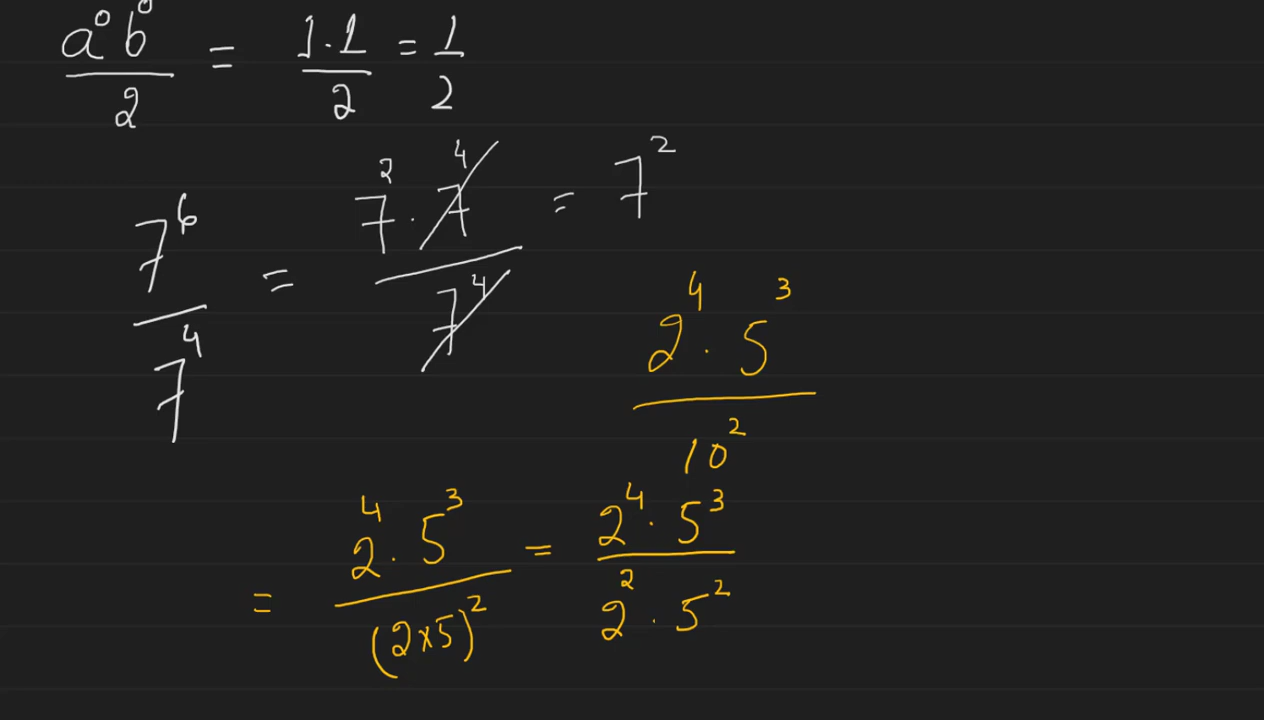 a⁰b⁰/2 = 1·1/2 = 1/2
7⁶/7⁴ = 7²·7⁴/7⁴ = 7²
2⁴·5³/10²
= 2⁴·5³/(2×5)² = 2⁴·5³/2²·5²